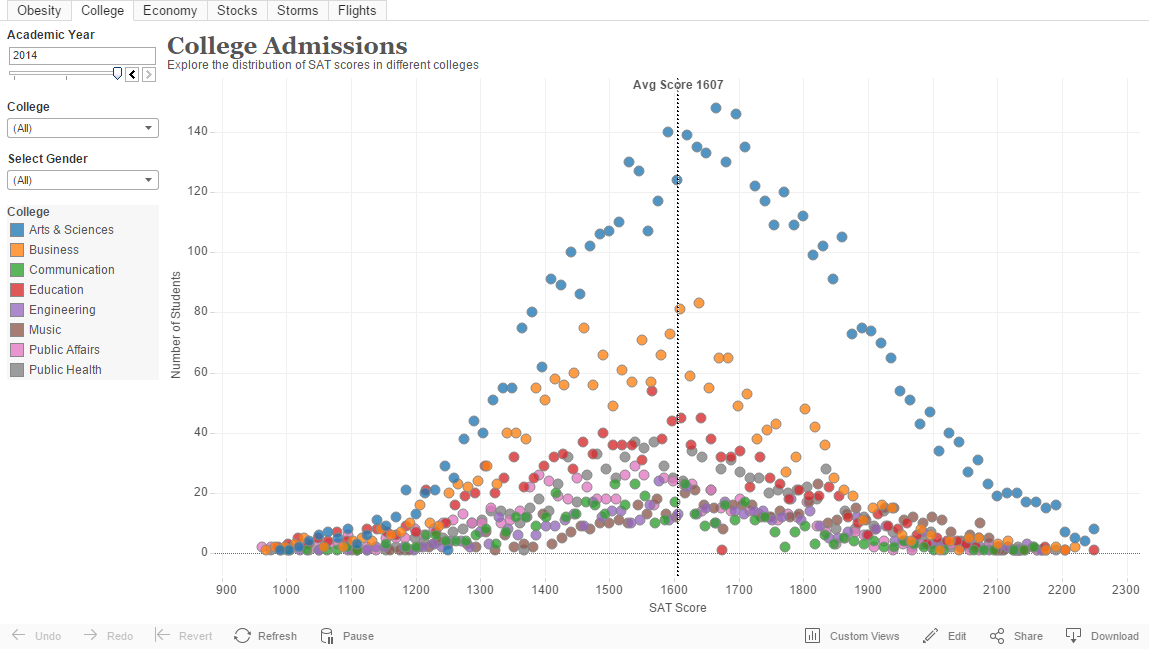 Obesity College Economy Stocks Storms Flights
Academic Year
2014
College
(All)
Select Gender
(All)
College
Arts & Sciences
Business
Communication
Education
Engineering
Music
Public Affairs
Public Health
College Admissions
Explore the distribution of SAT scores in different colleges
Avg Score 1607
Number of Students
140
120
100
80
60
40
20
0
900 1000 1100 1200 1300 1400 1500 1600 1700 1800 1900 2000 2100 2200 2300
SAT Score
Undo Redo Revert Refresh Pause Custom Views Edit Share Download